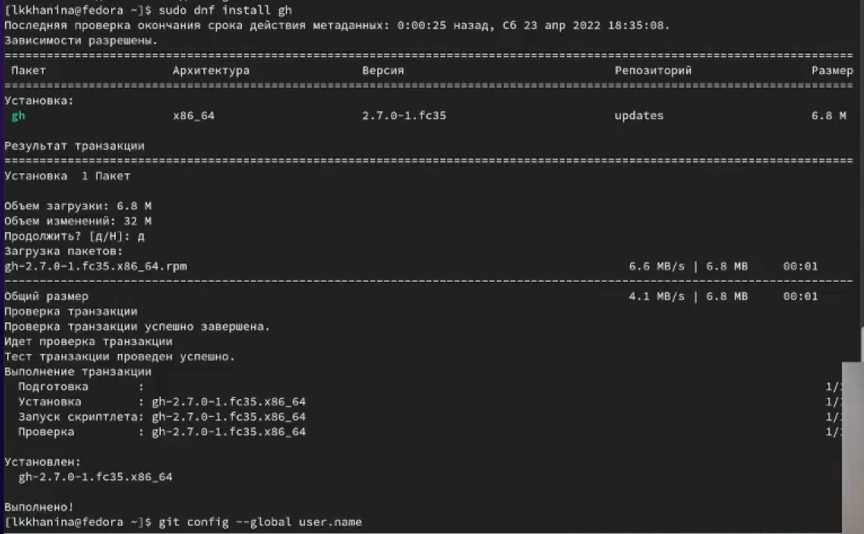 [lkkhanina@fedora ~]$ sudo dnf install gh
Последняя проверка окончания срока действия метаданных: 0:00:25 назад, Сб 23 апр 2022 18:35:08.
Зависимости разрешены.
================================================================================
Пакет Архитектура Версия Репозиторий Размер
================================================================================
Установка:
gh x86_64 2.7.0-1.fc35 updates 6.8 M
Результат транзакции
================================================================================
Установка 1 Пакет
Объем загрузки: 6.8 M
Объем изменений: 32 M
Продолжить? [д/Н]: д
Загрузка пакетов:
gh-2.7.0-1.fc35.x86_64.rpm 6.6 MB/s | 6.8 MB 00:01
--------------------------------------------------------------------------------
Общий размер 4.1 MB/s | 6.8 MB 00:01
Проверка транзакции
Проверка транзакции успешно завершена.
Идет проверка транзакции
Тест транзакции проведен успешно.
Выполнение транзакции
Подготовка : 1/
Установка : gh-2.7.0-1.fc35.x86_64 1/
Запуск скриптлета: gh-2.7.0-1.fc35.x86_64 1/
Проверка : gh-2.7.0-1.fc35.x86_64 1/
Установлен:
gh-2.7.0-1.fc35.x86_64
Выполнено!
[lkkhanina@fedora ~]$ git config --global user.name